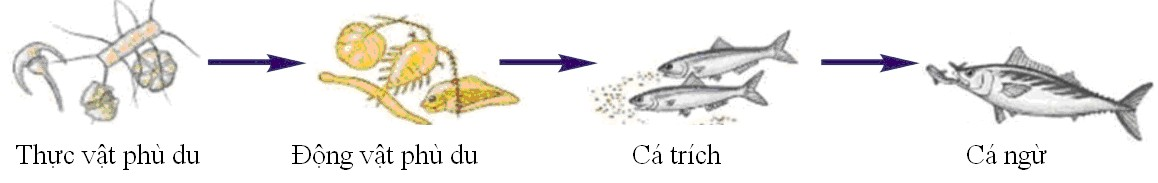 Thực vật phù du Động vật phù du Cá trích Cá ngừ